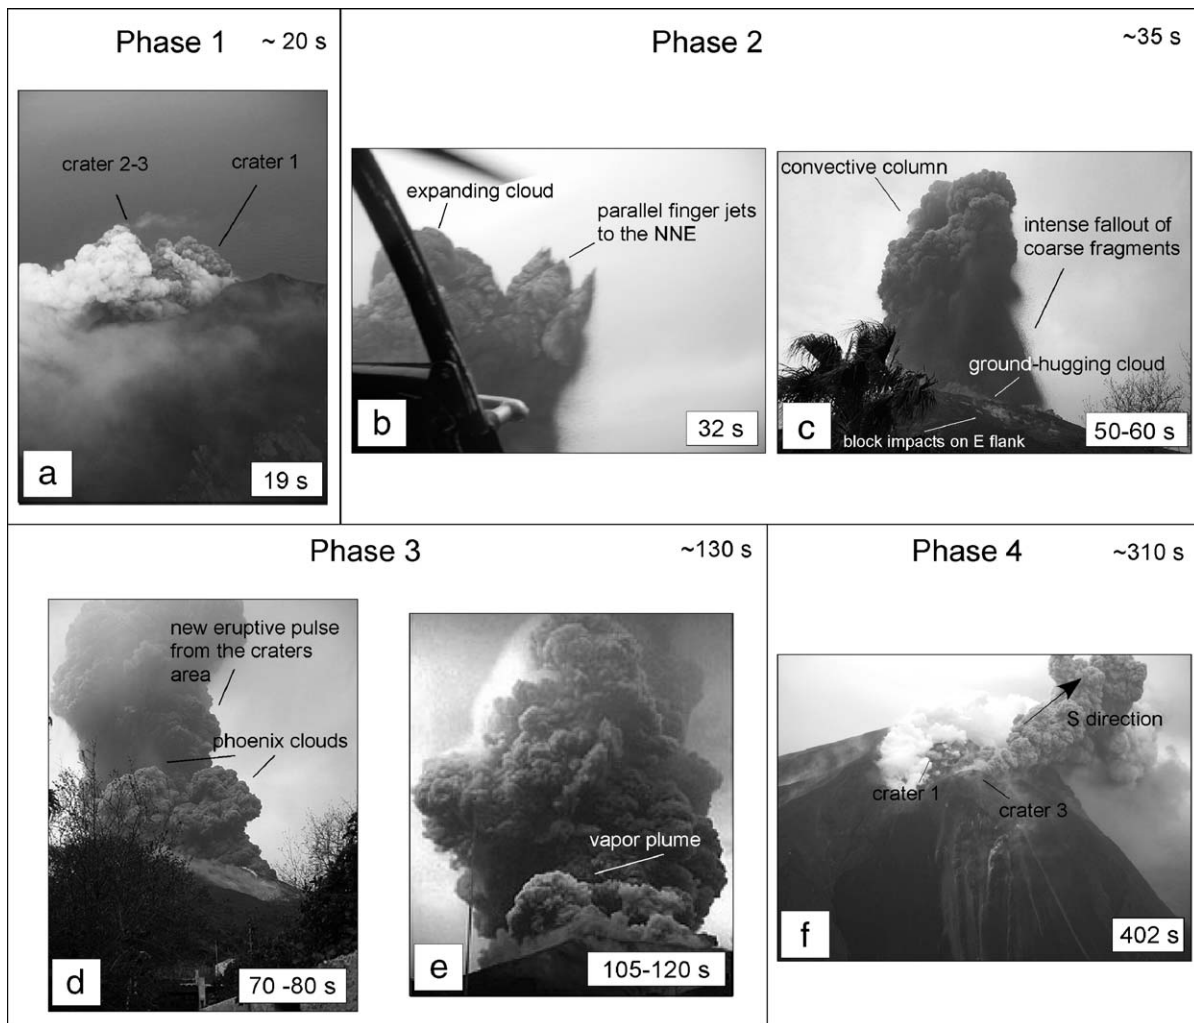 Phase 1
~ 20 s
crater 2-3
crater 1
a
19 s
Phase 2
~35 s
expanding cloud
parallel finger jets
to the NNE
b
32 s
convective column
intense fallout of
coarse fragments
ground-hugging cloud
block impacts on E flank
c
50-60 s
Phase 3
~130 s
new eruptive pulse
from the craters
area
phoenix clouds
d
70 -80 s
vapor plume
e
105-120 s
Phase 4
~310 s
S direction
crater 1
crater 3
f
402 s